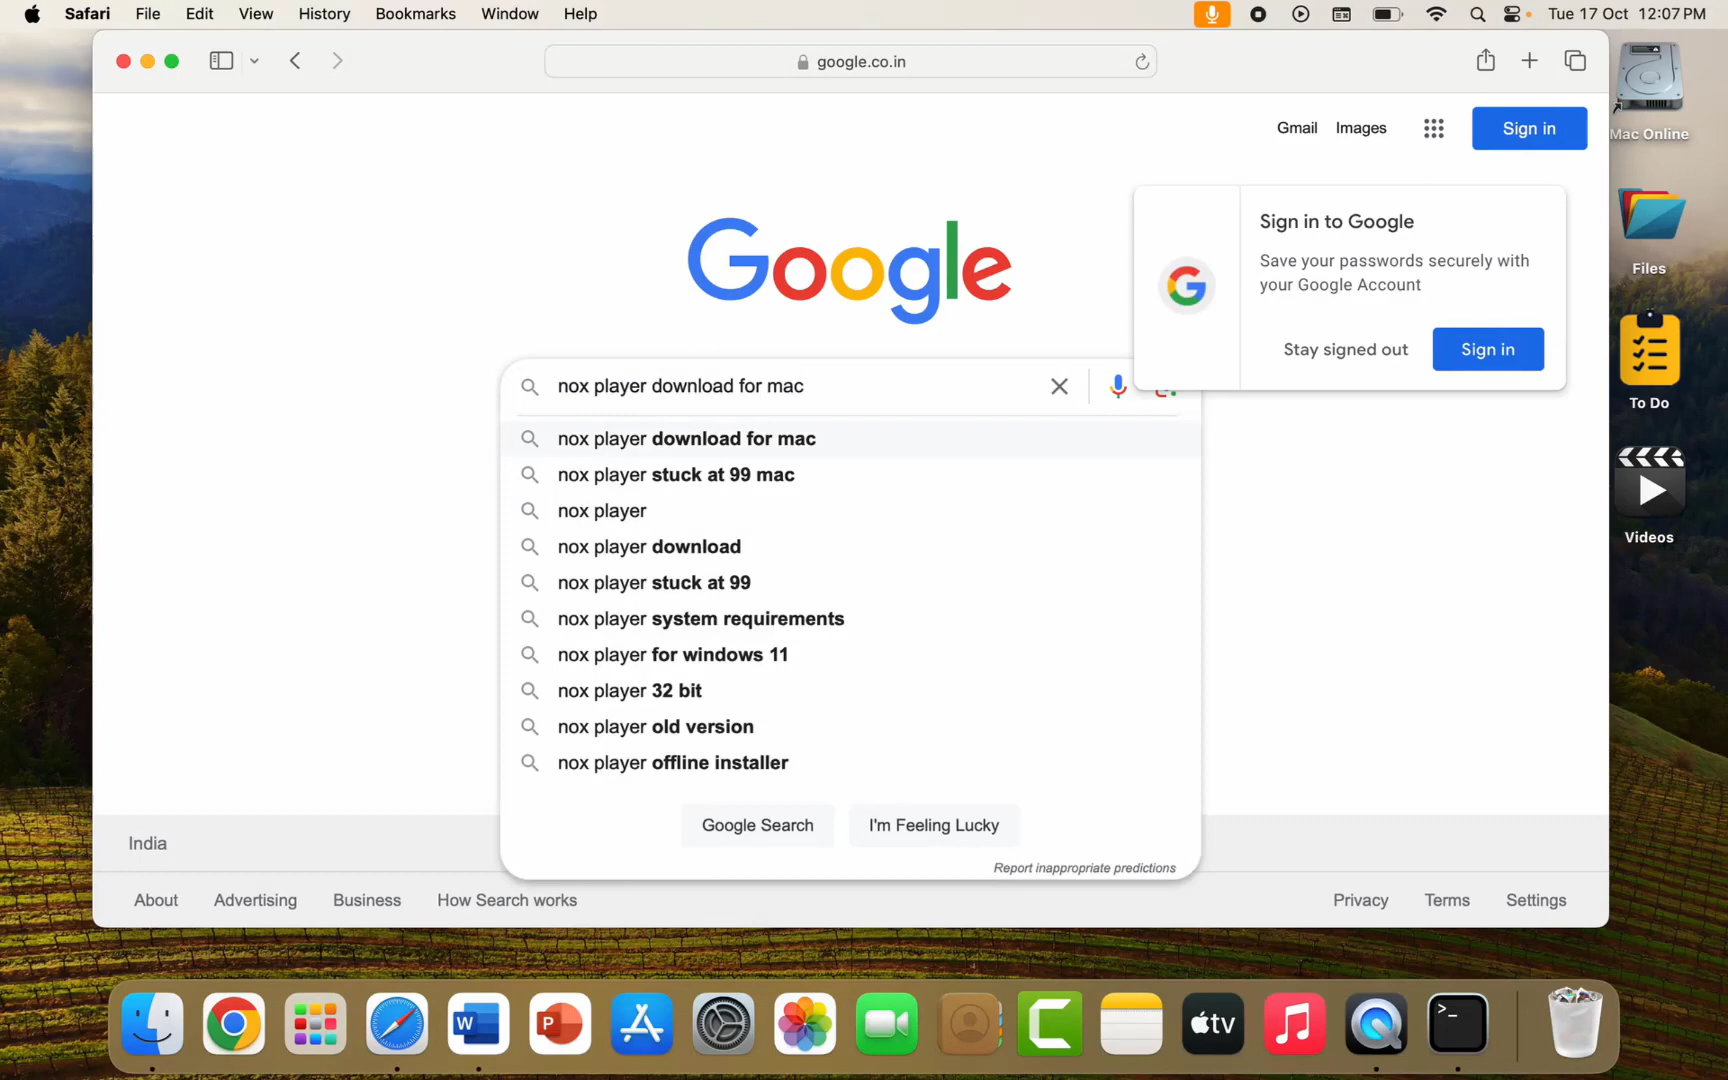 Safari File Edit View History Bookmarks Window Help Tue 17 Oct 12:07 PM
google.co.in
Gmail Images Sign in
Mac Online
Google
Sign in to Google
Save your passwords securely with
your Google Account
Stay signed out Sign in
Files
nox player download for mac
nox player download for mac
nox player stuck at 99 mac
nox player
nox player download
nox player stuck at 99
nox player system requirements
nox player for windows 11
nox player 32 bit
nox player old version
nox player offline installer
To Do
Videos
Google Search I'm Feeling Lucky
Report inappropriate predictions
India
About Advertising Business How Search works Privacy Terms Settings
W P tv >_